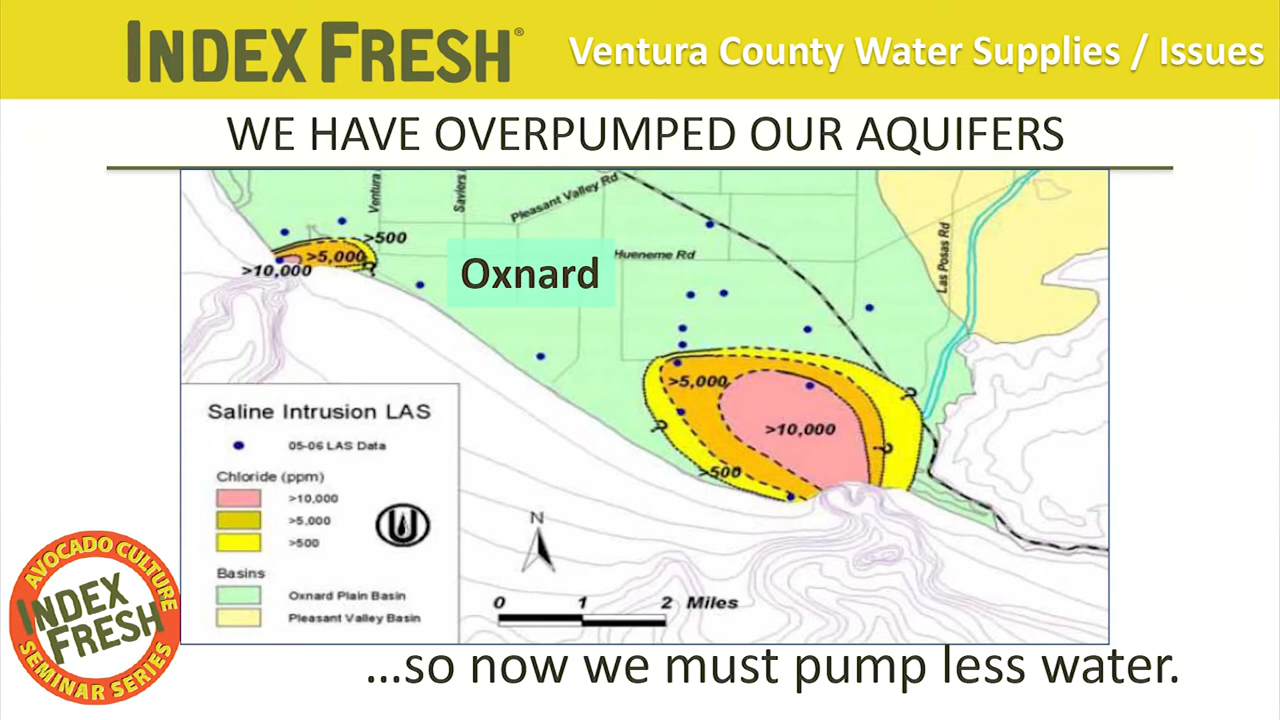 INDEX FRESH®
Ventura County Water Supplies / Issues
WE HAVE OVERPUMPED OUR AQUIFERS
Ventura
Saviers
Pleasant Valley Rd
Hueneme Rd
Las Posas Rd
>500
>5,000
>10,000
Oxnard
>5,000
>10,000
>500
?
?
?
?
Saline Intrusion LAS
05-06 LAS Data
Chloride (ppm)
>10,000
>5,000
>500
Basins
Oxnard Plain Basin
Pleasant Valley Basin
N
0 1 2 Miles
AVOCADO CULTURE
INDEX
FRESH
SEMINAR SERIES
...so now we must pump less water.